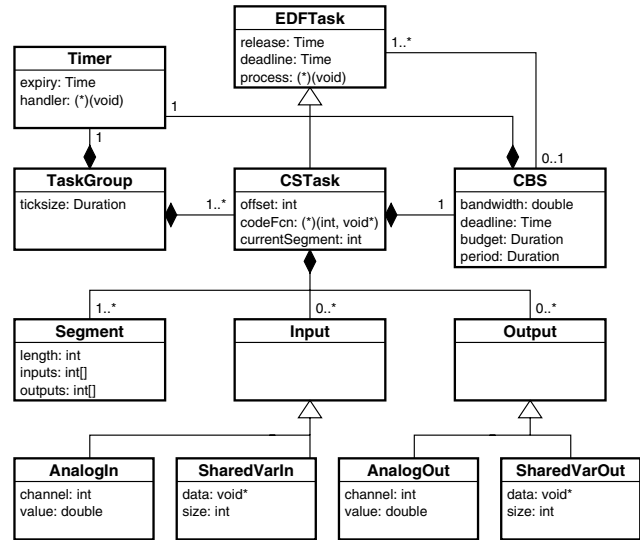 EDFTask
release: Time
deadline: Time
process: (*)(void)
1..*
Timer
expiry: Time
handler: (*)(void)
1
1
0..1
TaskGroup
ticksize: Duration
1..*
CSTask
offset: int
codeFcn: (*)(int, void*)
currentSegment: int
1
CBS
bandwidth: double
deadline: Time
budget: Duration
period: Duration
1..*
0..*
0..*
Segment
length: int
inputs: int[]
outputs: int[]
Input
Output
AnalogIn
channel: int
value: double
SharedVarIn
data: void*
size: int
AnalogOut
channel: int
value: double
SharedVarOut
data: void*
size: int